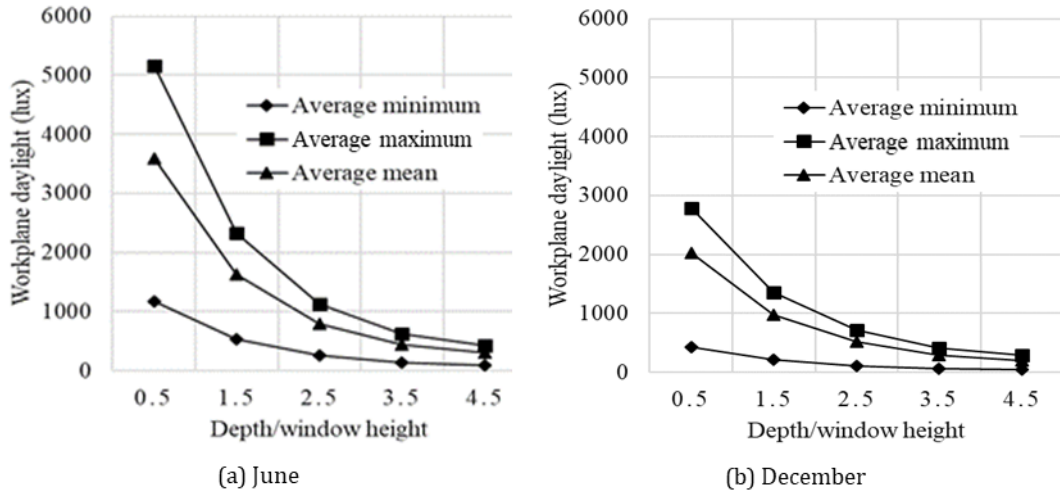 6000
5000
4000
3000
2000
1000
0
Workplane daylight (lux)
Average minimum
Average maximum
Average mean
0.5 1.5 2.5 3.5 4.5
Depth/window height
(a) June
6000
5000
4000
3000
2000
1000
0
Workplane daylight (lux)
Average minimum
Average maximum
Average mean
0.5 1.5 2.5 3.5 4.5
Depth/window height
(b) December